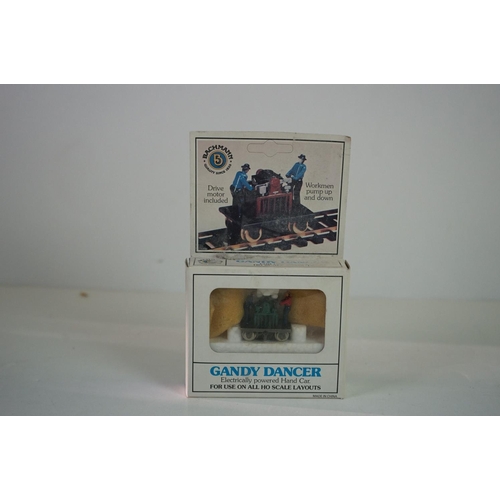 BACHMANN
B
Drive
motor
included
Workmen
pump up
and down
GANDY DANCER
Electrically powered Hand Car.
FOR USE ON ALL HO SCALE LAYOUTS